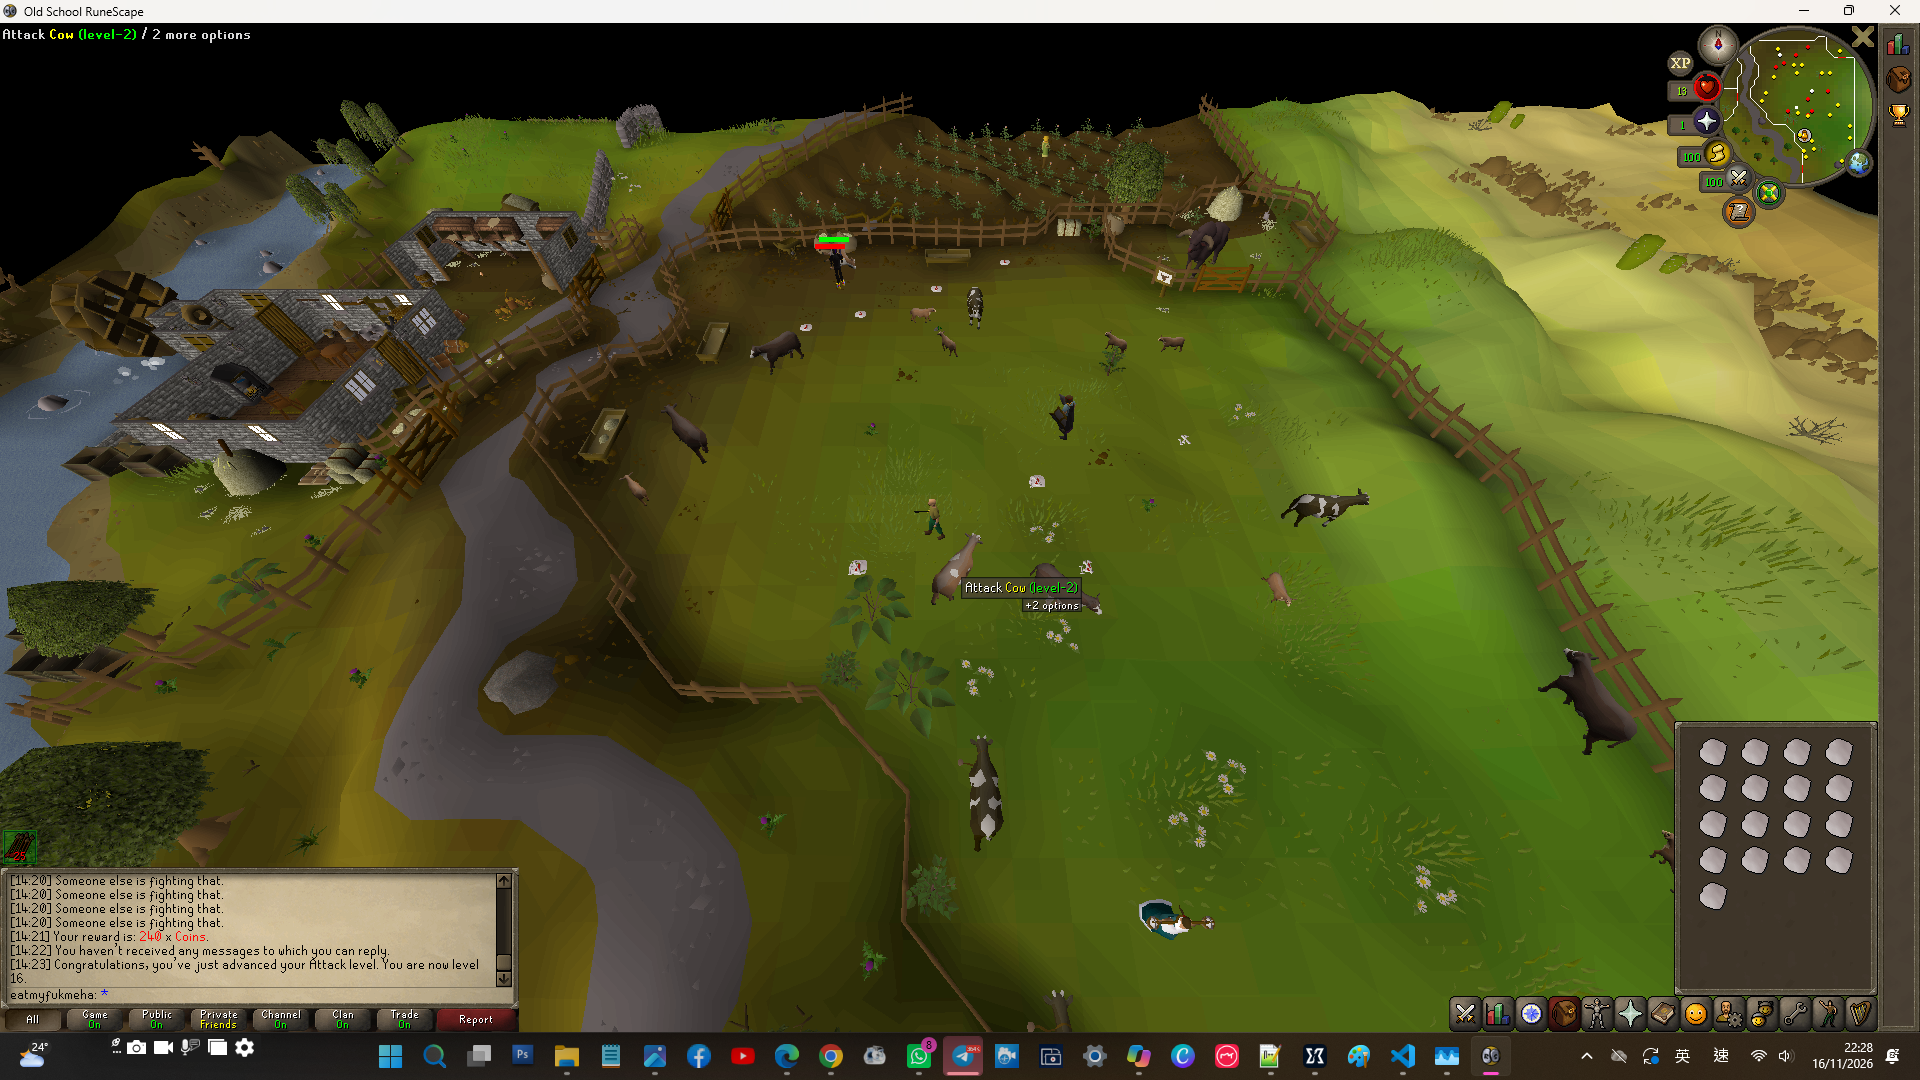 Old School RuneScape
Attack Cow (level-2) / 2 more options
N
XP
13
1
100
100
Attack Cow (level-2)
+2 options
~25
[14:20] Someone else is fighting that.
[14:20] Someone else is fighting that.
[14:20] Someone else is fighting that.
[14:20] Someone else is fighting that.
[14:21] Your reward is: 240 x Coins.
[14:22] You haven't received any messages to which you can reply.
[14:23] Congratulations, you've just advanced your Attack level. You are now level
16.
eatmyfukmeha: *
All
Game
On
Public
On
Private
Friends
Channel
On
Clan
On
Trade
On
Report
24°
Ps
8
英
速
22:28
16/11/2026